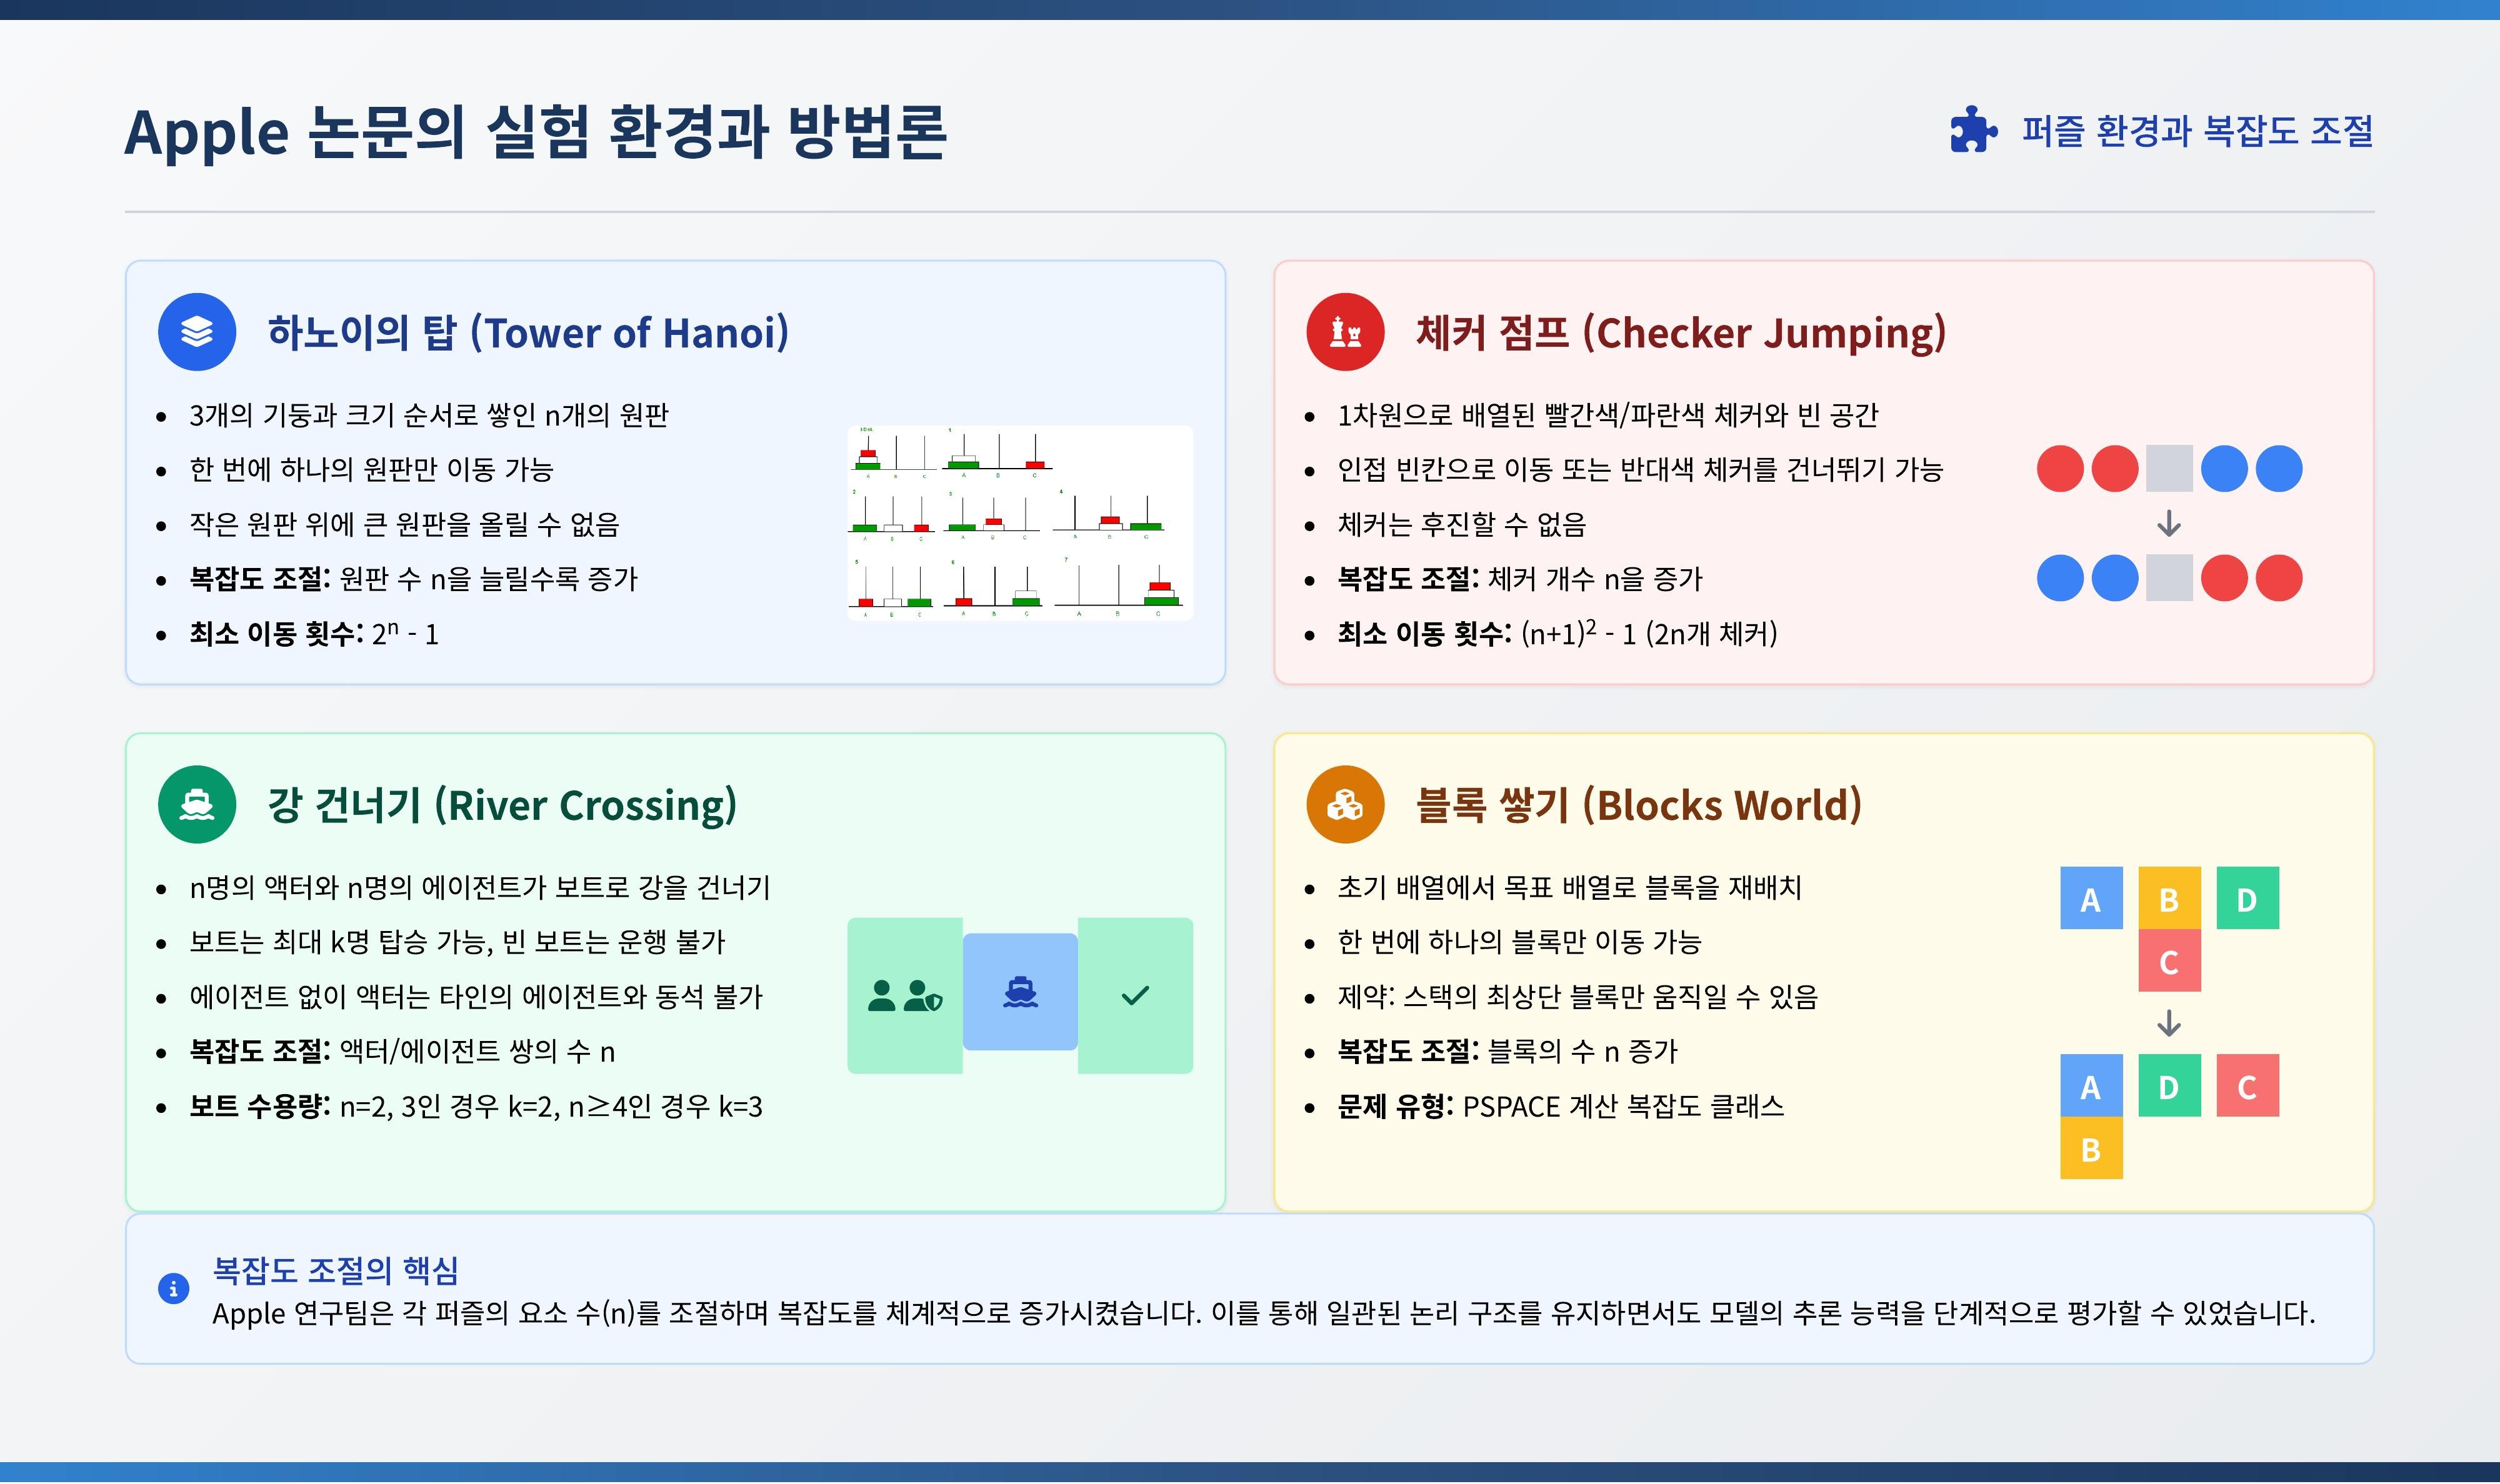 Apple 논문의 실험 환경과 방법론
퍼즐 환경과 복잡도 조절
하노이의 탑 (Tower of Hanoi)
• 3개의 기둥과 크기 순서로 쌓인 n개의 원판
• 한 번에 하나의 원판만 이동 가능
• 작은 원판 위에 큰 원판을 올릴 수 없음
• 복잡도 조절: 원판 수 n을 늘릴수록 증가
• 최소 이동 횟수: 2ⁿ - 1
1
A B C
A B C
2 3 4
A B C
A B C
A B C
5 6 7
A B C
A B C
A B C
체커 점프 (Checker Jumping)
• 1차원으로 배열된 빨간색/파란색 체커와 빈 공간
• 인접 빈칸으로 이동 또는 반대색 체커를 건너뛰기 가능
• 체커는 후진할 수 없음
• 복잡도 조절: 체커 개수 n을 증가
• 최소 이동 횟수: (n+1)² - 1 (2n개 체커)
강 건너기 (River Crossing)
• n명의 액터와 n명의 에이전트가 보트로 강을 건너기
• 보트는 최대 k명 탑승 가능, 빈 보트는 운행 불가
• 에이전트 없이 액터는 타인의 에이전트와 동석 불가
• 복잡도 조절: 액터/에이전트 쌍의 수 n
• 보트 수용량: n=2, 3인 경우 k=2, n≥4인 경우 k=3
블록 쌓기 (Blocks World)
• 초기 배열에서 목표 배열로 블록을 재배치
• 한 번에 하나의 블록만 이동 가능
• 제약: 스택의 최상단 블록만 움직일 수 있음
• 복잡도 조절: 블록의 수 n 증가
• 문제 유형: PSPACE 계산 복잡도 클래스
A B D
C
A D C
B
복잡도 조절의 핵심
Apple 연구팀은 각 퍼즐의 요소 수(n)를 조절하며 복잡도를 체계적으로 증가시켰습니다. 이를 통해 일관된 논리 구조를 유지하면서도 모델의 추론 능력을 단계적으로 평가할 수 있었습니다.